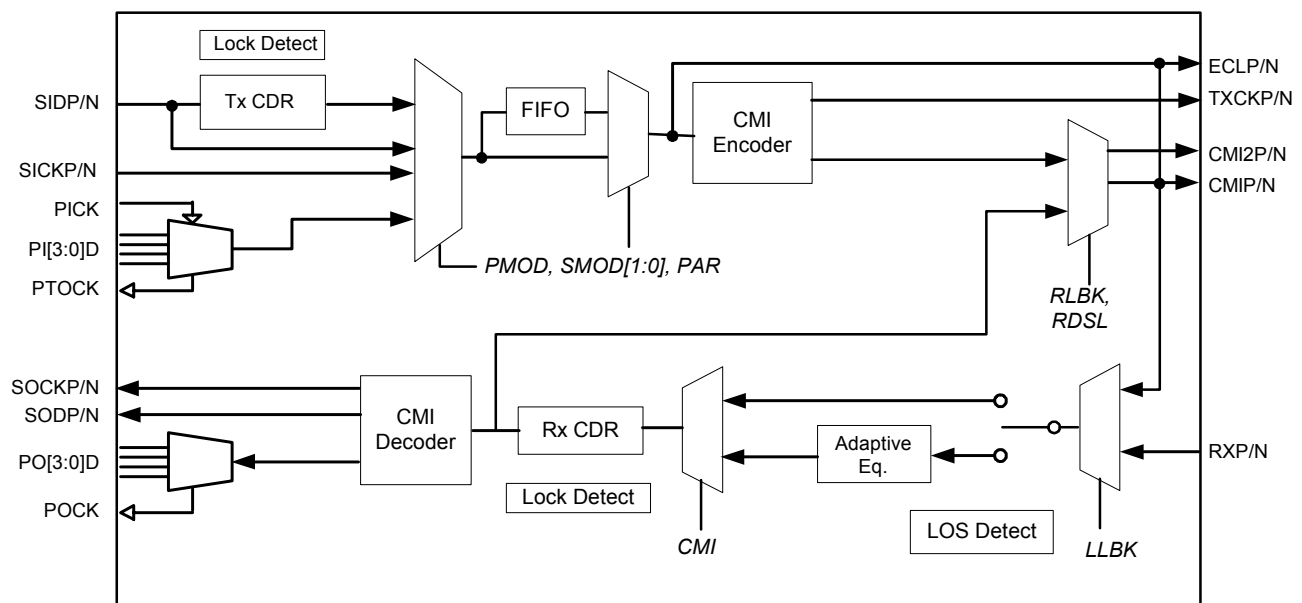 Lock Detect
SIDP/N
Tx CDR
FIFO
CMI
Encoder
ECLP/N
TXCKP/N
CMI2P/N
CMIP/N
SICKP/N
PICK
PI[3:0]D
PTOCK
PMOD, SMOD[1:0], PAR
RLBK,
RDSL
SOCKP/N
SODP/N
PO[3:0]D
POCK
CMI
Decoder
Rx CDR
Lock Detect
CMI
Adaptive
Eq.
LOS Detect
LLBK
RXP/N